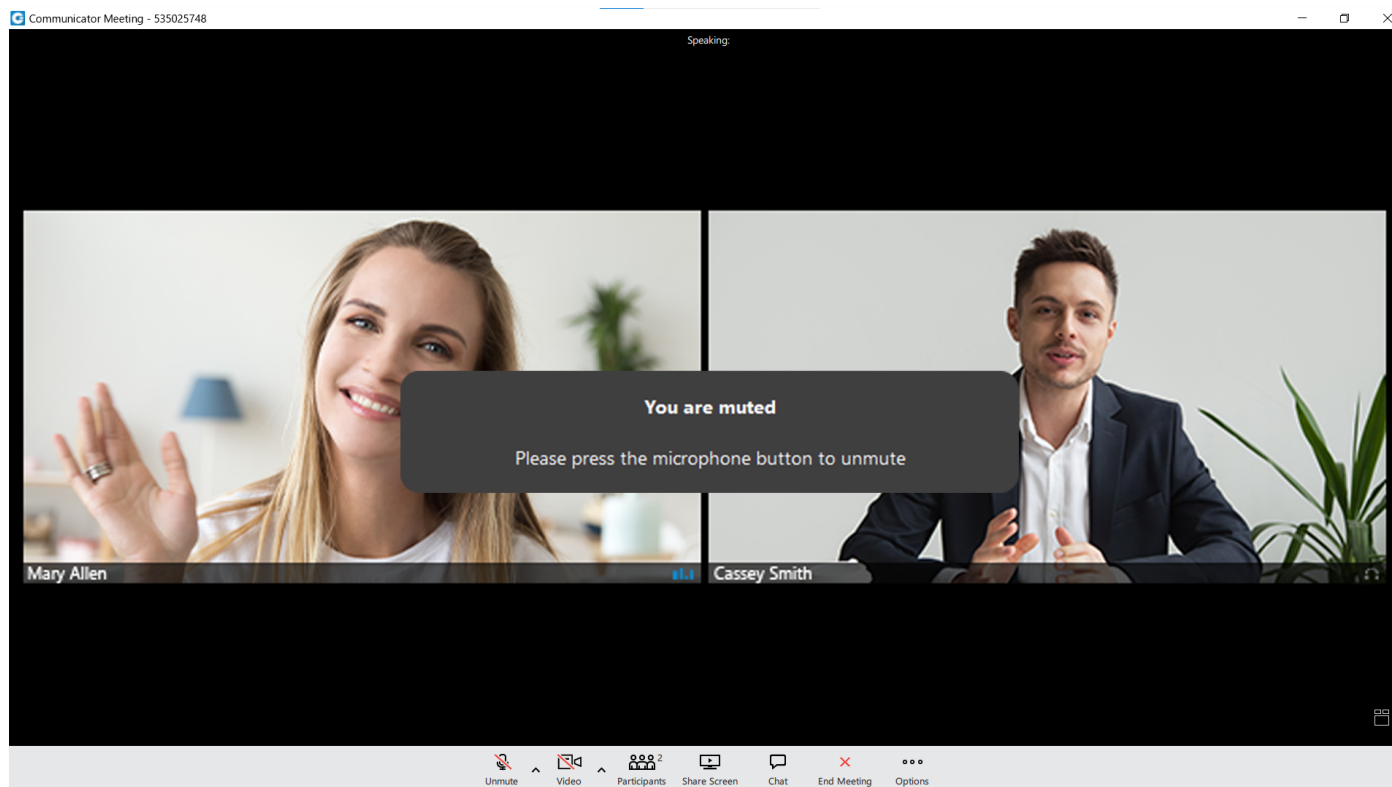 Communicator Meeting - 535025748
Speaking:
You are muted
Please press the microphone button to unmute
Mary Allen
Cassey Smith
2
Unmute
Video
Participants
Share Screen
Chat
End Meeting
Options